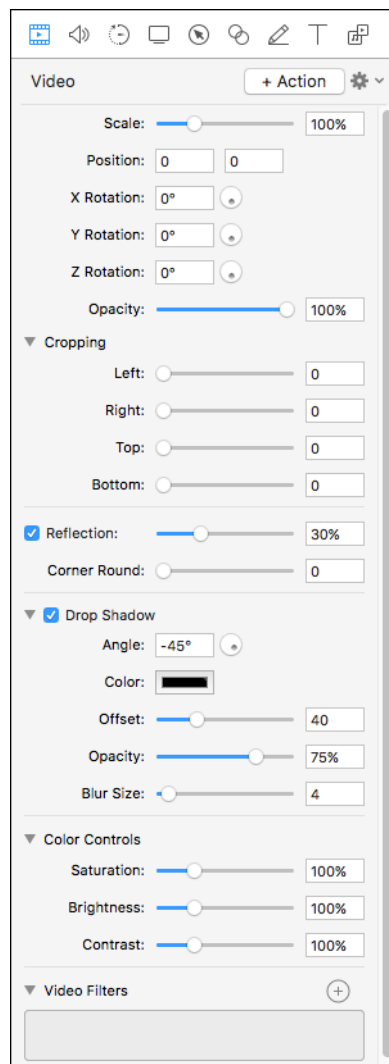 Video + Action
Scale: 100%
Position: 0 0
X Rotation: 0°
Y Rotation: 0°
Z Rotation: 0°
Opacity: 100%
Cropping
Left: 0
Right: 0
Top: 0
Bottom: 0
Reflection: 30%
Corner Round: 0
Drop Shadow
Angle: -45°
Color:
Offset: 40
Opacity: 75%
Blur Size: 4
Color Controls
Saturation: 100%
Brightness: 100%
Contrast: 100%
Video Filters